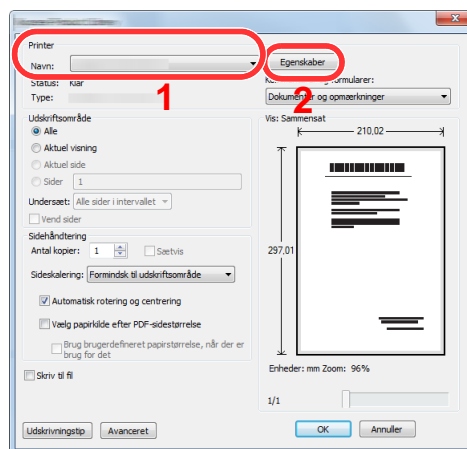 Printer
Navn:
Egenskaber
Status: Klar
Type:
1
2
formularer:
Dokumenter og opmærkninger
Udskriftsområde
Vis: Sammensat
Alle
210,02
Aktuel visning
Aktuel side
Sider 1
Undersæt: Alle sider i intervallet
Vend sider
Sidehåndtering
Antal kopier: 1
Sætvis
297,01
Sideskalering: Formindsk til udskriftsområde
Automatisk rotering og centrering
Vælg papirkilde efter PDF-sidestørrelse
Brug brugerdefineret papirstørrelse, når der er
brug for det
Enheder: mm Zoom: 96%
Skriv til fil
1/1
Udskrivningstip
Avanceret
OK
Annuller